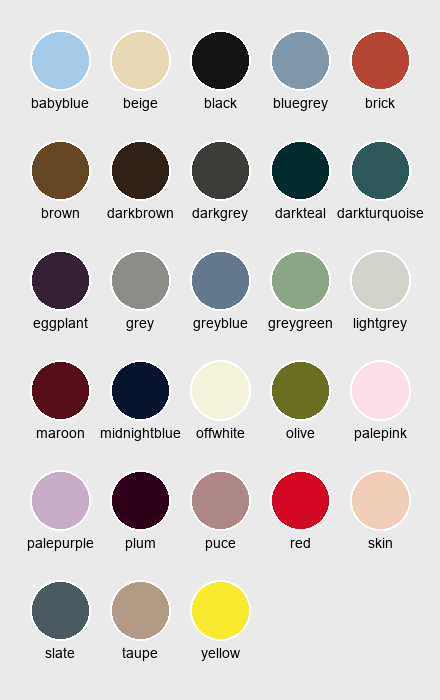 babyblue beige black bluegrey brick
brown darkbrown darkgrey darkteal darkturquoise
eggplant grey greyblue greygreen lightgrey
maroon midnightblue offwhite olive palepink
palepurple plum puce red skin
slate taupe yellow